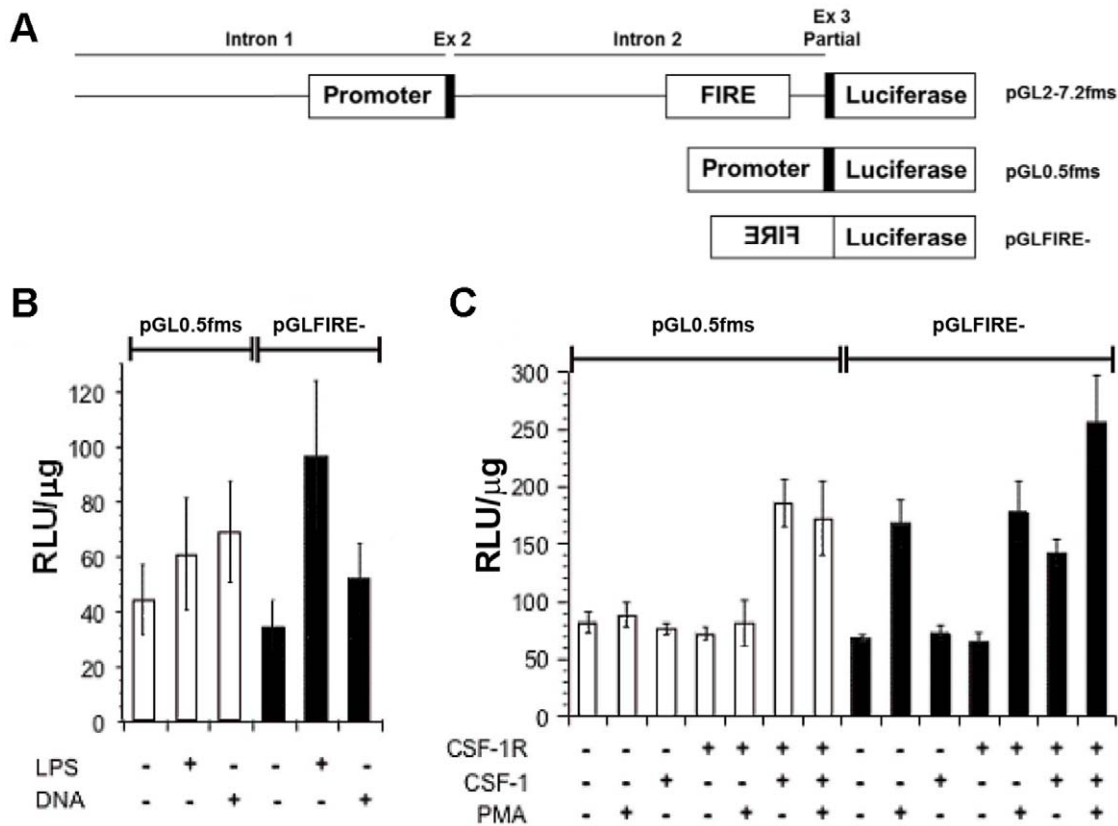 A
Intron 1 Ex 2 Intron 2 Ex 3
Partial
Promoter FIRE Luciferase pGL2-7.2fms
Promoter Luciferase pGL0.5fms
FIRE Luciferase pGLFIRE-
B
pGL0.5fms pGLFIRE-
RLU/µg
120
100
80
60
40
20
0
LPS - + - - + -
DNA - - + - - +
C
pGL0.5fms pGLFIRE-
RLU/µg
300
250
200
150
100
50
0
CSF-1R - - - + + + + - - - + + + +
CSF-1 - - + - - + + - - + - - + +
PMA - + - - + - + - + - - + - +